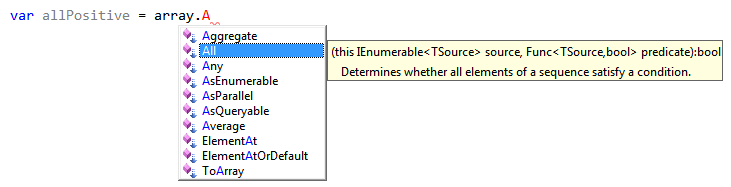 var allPositive = array.A
Aggregate
All
(this IEnumerable<TSource> source, Func<TSource,bool> predicate):bool
Determines whether all elements of a sequence satisfy a condition.
Any
AsEnumerable
AsParallel
AsQueryable
Average
ElementAt
ElementAtOrDefault
ToArray